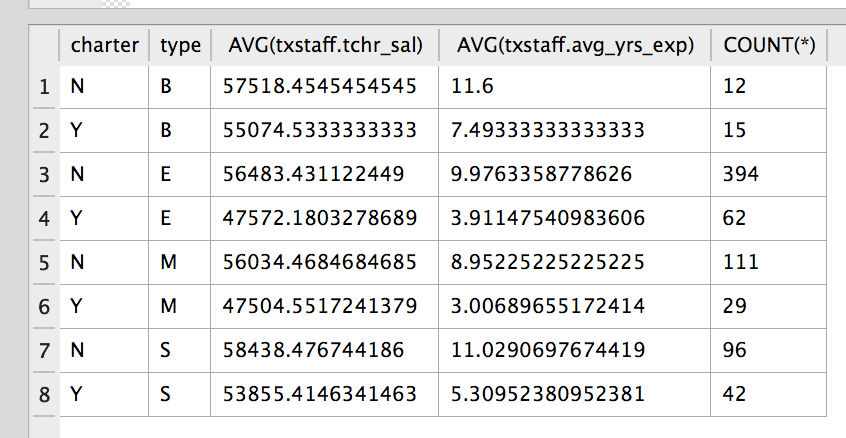 charter type AVG(txstaff.tchr_sal) AVG(txstaff.avg_yrs_exp) COUNT(*)
1 N B 57518.4545454545 11.6 12
2 Y B 55074.5333333333 7.49333333333333 15
3 N E 56483.431122449 9.9763358778626 394
4 Y E 47572.1803278689 3.91147540983606 62
5 N M 56034.4684684685 8.95225225225225 111
6 Y M 47504.5517241379 3.00689655172414 29
7 N S 58438.476744186 11.0290697674419 96
8 Y S 53855.4146341463 5.30952380952381 42